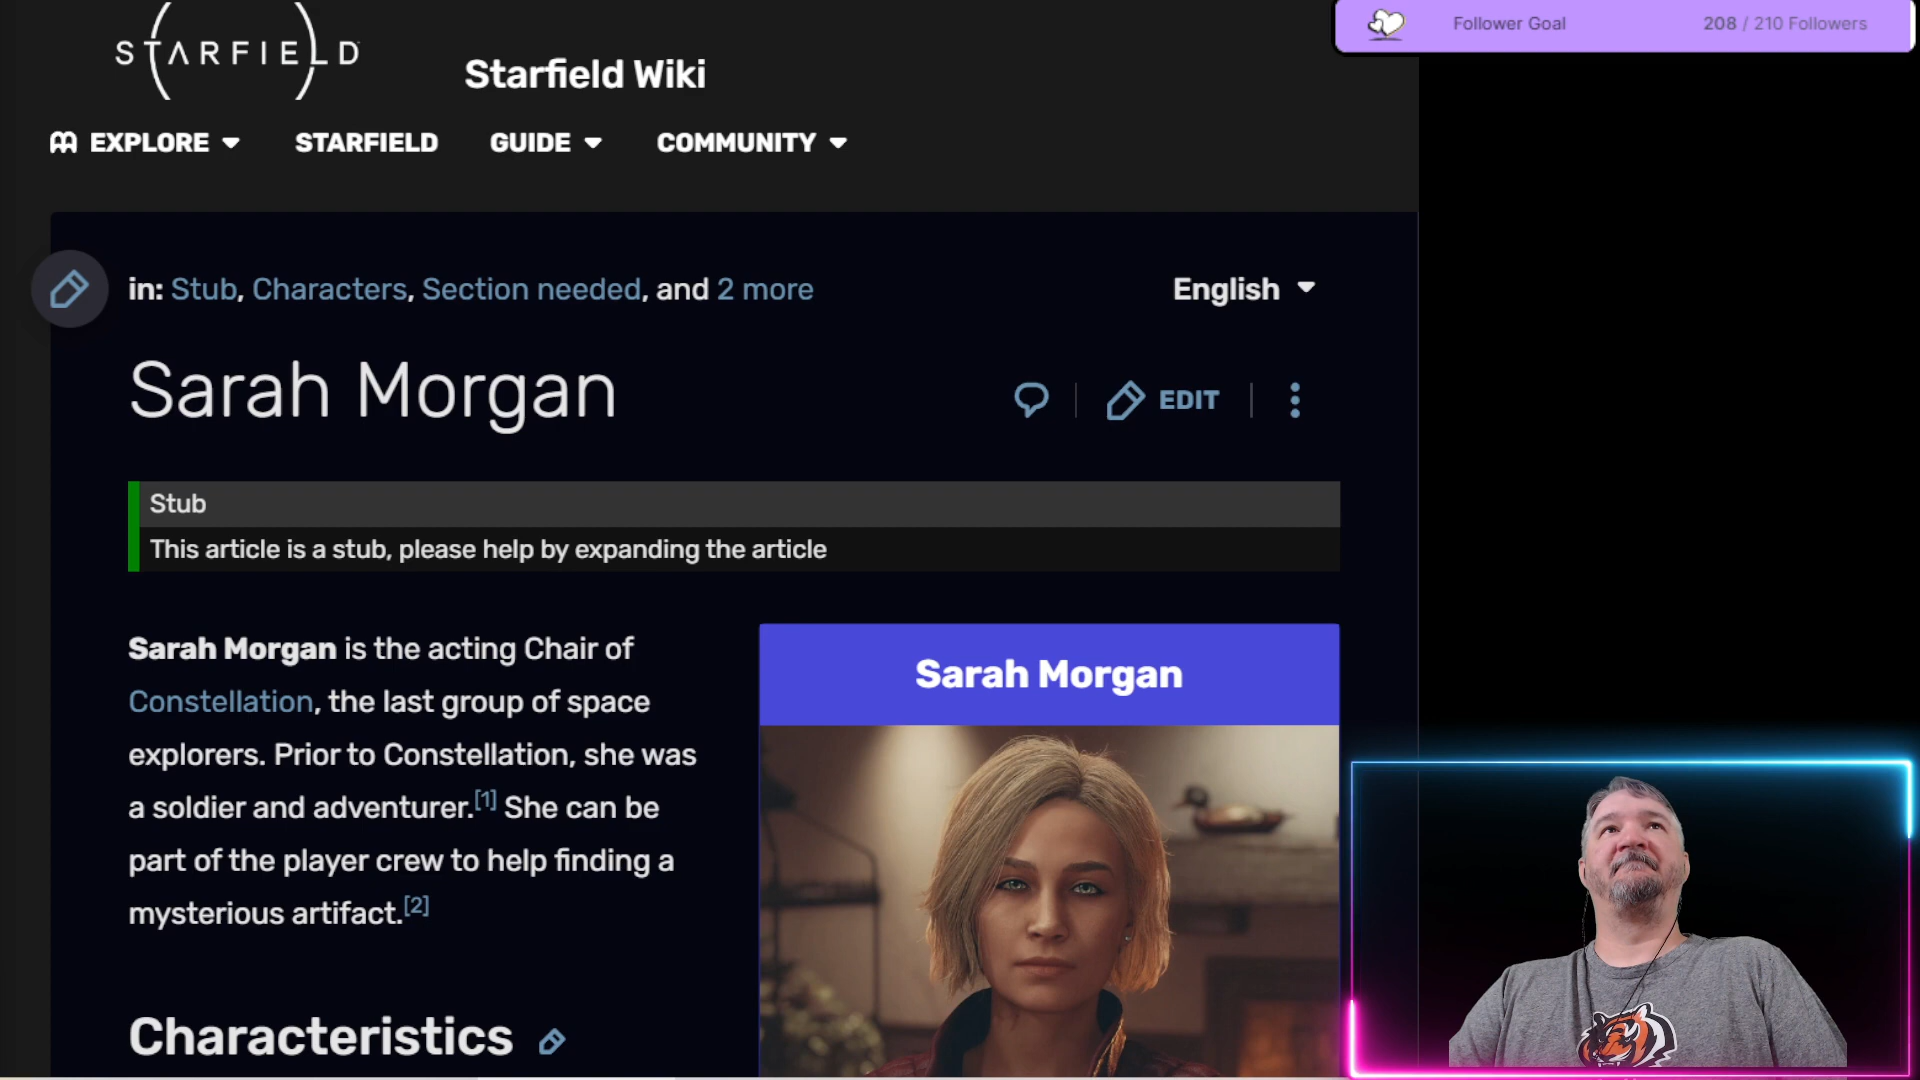 STARFIELD
Starfield Wiki
Follower Goal
208 / 210 Followers
EXPLORE
STARFIELD
GUIDE
COMMUNITY
in: Stub, Characters, Section needed, and 2 more
English
Sarah Morgan
EDIT
Stub
This article is a stub, please help by expanding the article
Sarah Morgan is the acting Chair of
Constellation, the last group of space
explorers. Prior to Constellation, she was
a soldier and adventurer.[1] She can be
part of the player crew to help finding a
mysterious artifact.[2]
Sarah Morgan
Characteristics